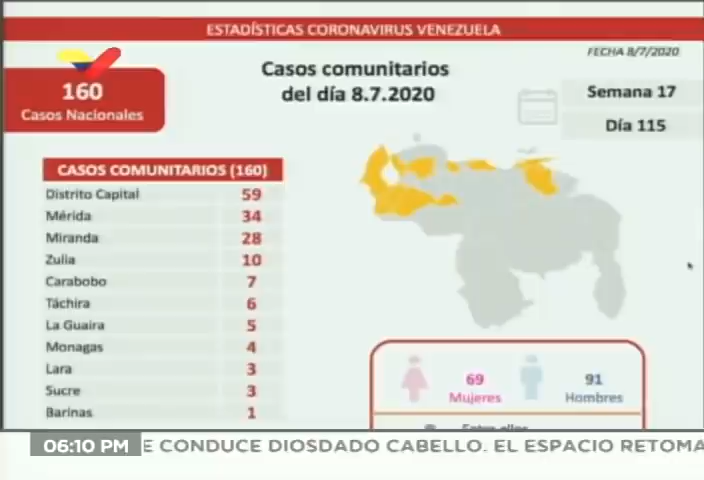 ESTADÍSTICAS CORONAVIRUS VENEZUELA
FECHA 8/7/2020
160
Casos Nacionales
Casos comunitarios
del día 8.7.2020
Semana 17
Día 115
CASOS COMUNITARIOS (160)
Distrito Capital 59
Mérida 34
Miranda 28
Zulia 10
Carabobo 7
Táchira 6
La Guaira 5
Monagas 4
Lara 3
Sucre 3
Barinas 1
69
Mujeres
91
Hombres
Entre ellos
06:10 PM E CONDUCE DIOSDADO CABELLO. EL ESPACIO RETOMA